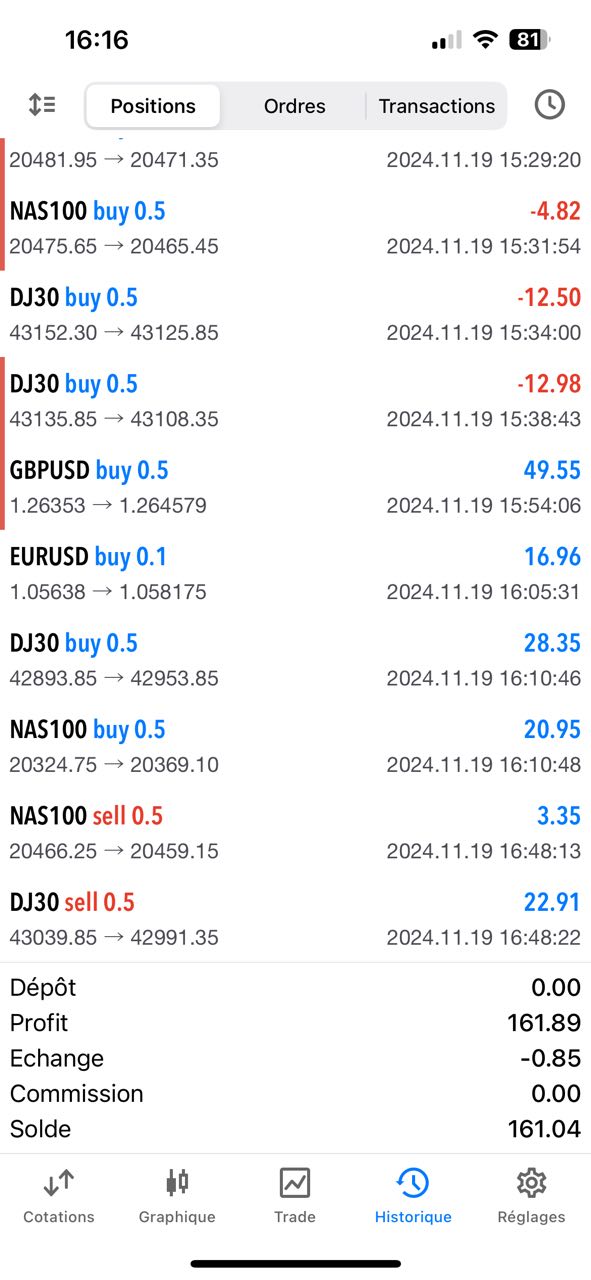 16:16
81
Positions
Ordres
Transactions
20481.95 → 20471.35 2024.11.19 15:29:20
NAS100 buy 0.5 -4.82
20475.65 → 20465.45 2024.11.19 15:31:54
DJ30 buy 0.5 -12.50
43152.30 → 43125.85 2024.11.19 15:34:00
DJ30 buy 0.5 -12.98
43135.85 → 43108.35 2024.11.19 15:38:43
GBPUSD buy 0.5 49.55
1.26353 → 1.264579 2024.11.19 15:54:06
EURUSD buy 0.1 16.96
1.05638 → 1.058175 2024.11.19 16:05:31
DJ30 buy 0.5 28.35
42893.85 → 42953.85 2024.11.19 16:10:46
NAS100 buy 0.5 20.95
20324.75 → 20369.10 2024.11.19 16:10:48
NAS100 sell 0.5 3.35
20466.25 → 20459.15 2024.11.19 16:48:13
DJ30 sell 0.5 22.91
43039.85 → 42991.35 2024.11.19 16:48:22
Dépôt 0.00
Profit 161.89
Echange -0.85
Commission 0.00
Solde 161.04
Cotations
Graphique
Trade
Historique
Réglages